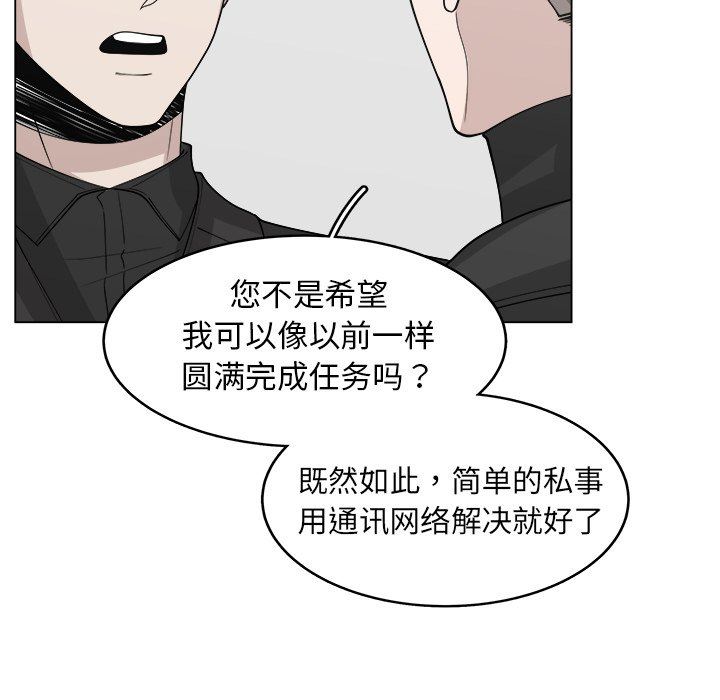 您不是希望
我可以像以前一样
圆满完成任务吗？
既然如此，简单的私事
用通讯网络解决就好了